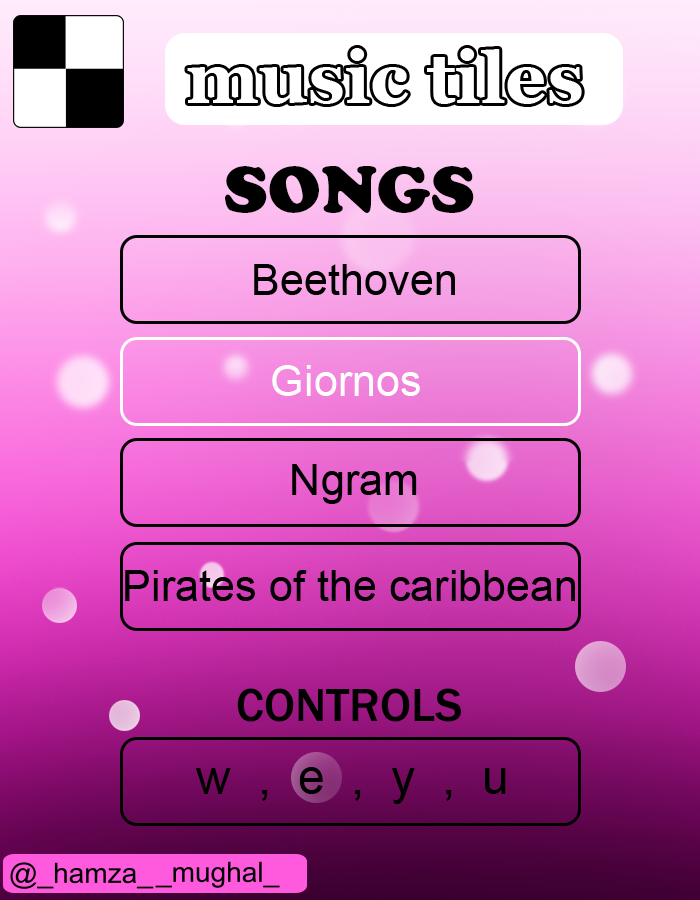 music tiles
SONGS
Beethoven
Giornos
Ngram
Pirates of the caribbean
CONTROLS
w , e , y , u
@_hamza__mughal_